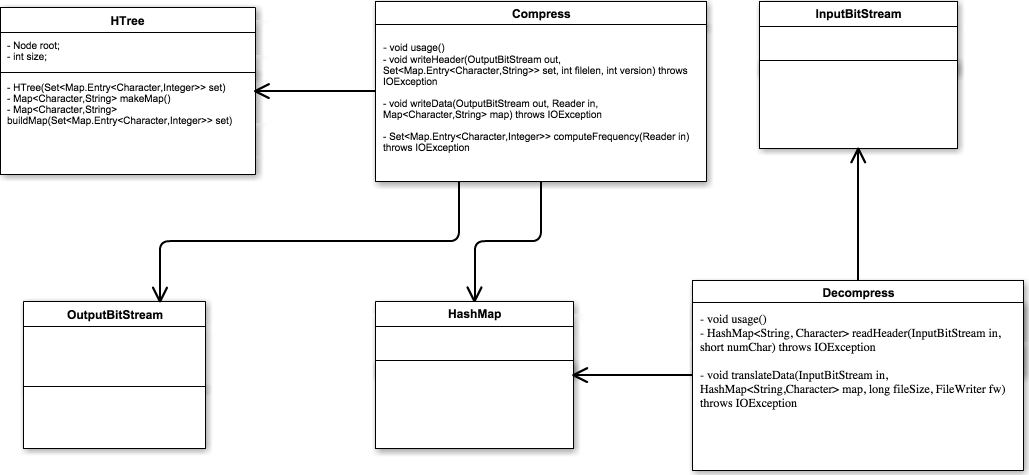 HTree
- Node root;
- int size;
- HTree(Set<Map.Entry<Character,Integer>> set)
- Map<Character,String> makeMap()
- Map<Character,String>
buildMap(Set<Map.Entry<Character,Integer>> set)
Compress
- void usage()
- void writeHeader(OutputBitStream out,
Set<Map.Entry<Character,String>> set, int filelen, int version) throws
IOException
- void writeData(OutputBitStream out, Reader in,
Map<Character,String> map) throws IOException
- Set<Map.Entry<Character,Integer>> computeFrequency(Reader in)
throws IOException
InputBitStream
OutputBitStream
HashMap
Decompress
- void usage()
- HashMap<String, Character> readHeader(InputBitStream in,
short numChar) throws IOException
- void translateData(InputBitStream in,
HashMap<String,Character> map, long fileSize, FileWriter fw)
throws IOException